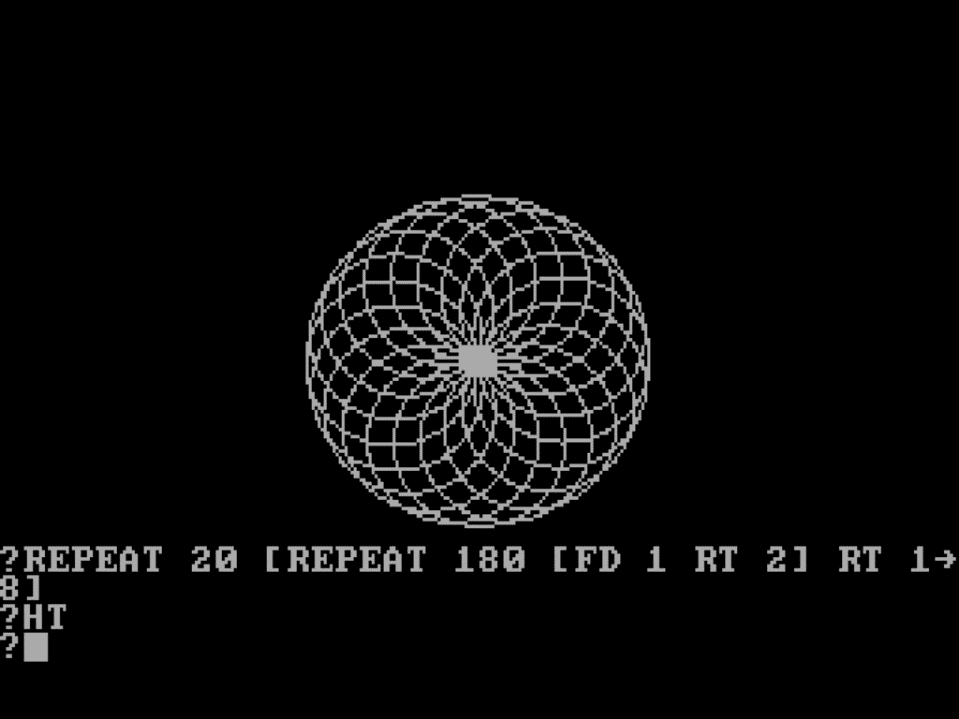 ?REPEAT 20 [REPEAT 180 [FD 1 RT 2] RT 1→
8]
?HT
?